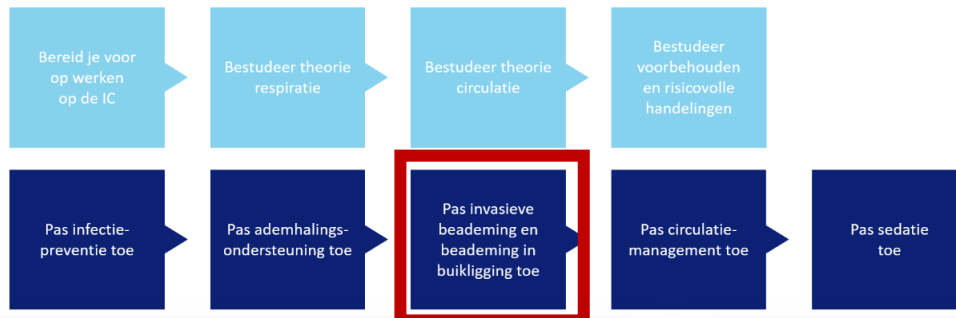 Bereid je voor
op werken
op de IC
Bestudeer theorie
respiratie
Bestudeer theorie
circulatie
Bestudeer
voorbehouden
en risicovolle
handelingen
Pas infectie-
preventie toe
Pas ademhalings-
ondersteuning toe
Pas invasieve
beademing en
beademing in
buikligging toe
Pas circulatie-
management toe
Pas sedatie
toe